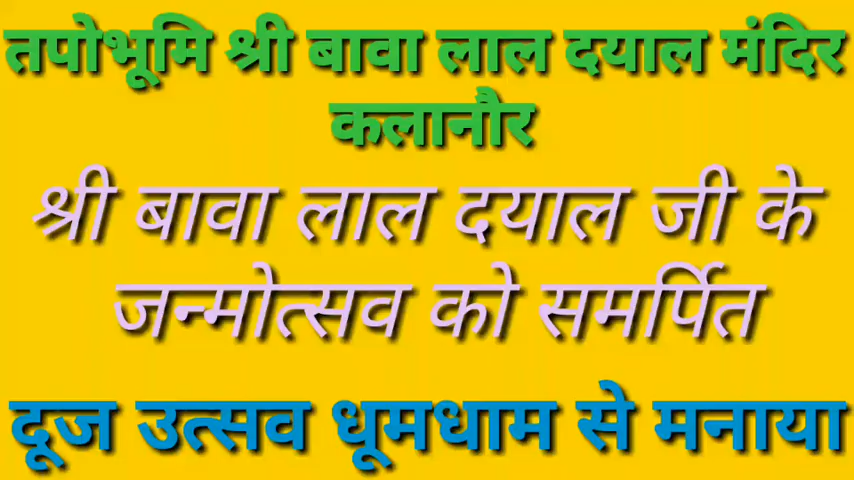 तपोभूमि श्री बावा लाल दयाल मंदिर
कलानौर
श्री बावा लाल दयाल जी के
जन्मोत्सव को समर्पित
दूज उत्सव धूमधाम से मनाया